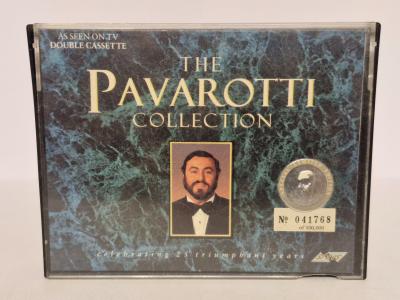 AS SEEN ON TV
DOUBLE CASSETTE
THE
PAVAROTTI
COLLECTION
No 041768
of 100,000
celebrating 25 triumphant years